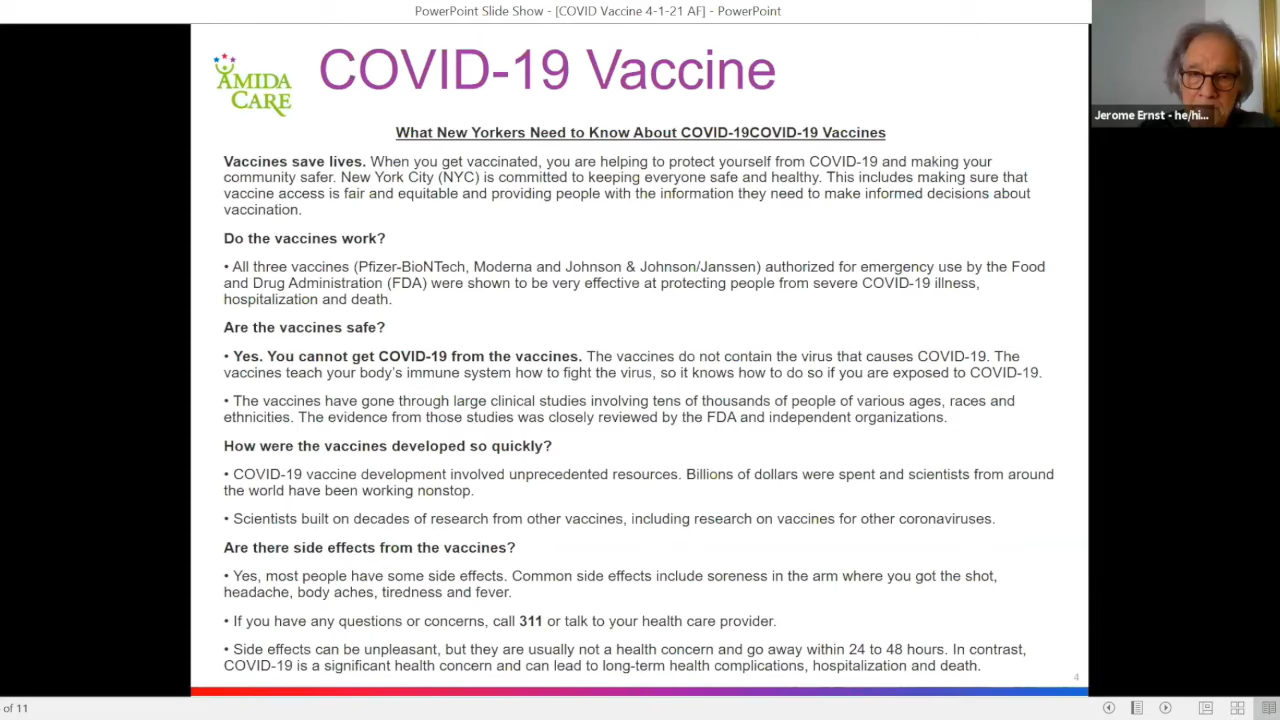 PowerPoint Slide Show - [COVID Vaccine 4-1-21 AF] - PowerPoint
AMIDA
CARE
COVID-19 Vaccine
Jerome Ernst - he/hi...
What New Yorkers Need to Know About COVID-19COVID-19 Vaccines
Vaccines save lives. When you get vaccinated, you are helping to protect yourself from COVID-19 and making your
community safer. New York City (NYC) is committed to keeping everyone safe and healthy. This includes making sure that
vaccine access is fair and equitable and providing people with the information they need to make informed decisions about
vaccination.
Do the vaccines work?
• All three vaccines (Pfizer-BioNTech, Moderna and Johnson & Johnson/Janssen) authorized for emergency use by the Food
and Drug Administration (FDA) were shown to be very effective at protecting people from severe COVID-19 illness,
hospitalization and death.
Are the vaccines safe?
• Yes. You cannot get COVID-19 from the vaccines. The vaccines do not contain the virus that causes COVID-19. The
vaccines teach your body's immune system how to fight the virus, so it knows how to do so if you are exposed to COVID-19.
• The vaccines have gone through large clinical studies involving tens of thousands of people of various ages, races and
ethnicities. The evidence from those studies was closely reviewed by the FDA and independent organizations.
How were the vaccines developed so quickly?
• COVID-19 vaccine development involved unprecedented resources. Billions of dollars were spent and scientists from around
the world have been working nonstop.
• Scientists built on decades of research from other vaccines, including research on vaccines for other coronaviruses.
Are there side effects from the vaccines?
• Yes, most people have some side effects. Common side effects include soreness in the arm where you got the shot,
headache, body aches, tiredness and fever.
• If you have any questions or concerns, call 311 or talk to your health care provider.
• Side effects can be unpleasant, but they are usually not a health concern and go away within 24 to 48 hours. In contrast,
COVID-19 is a significant health concern and can lead to long-term health complications, hospitalization and death.
4
of 11